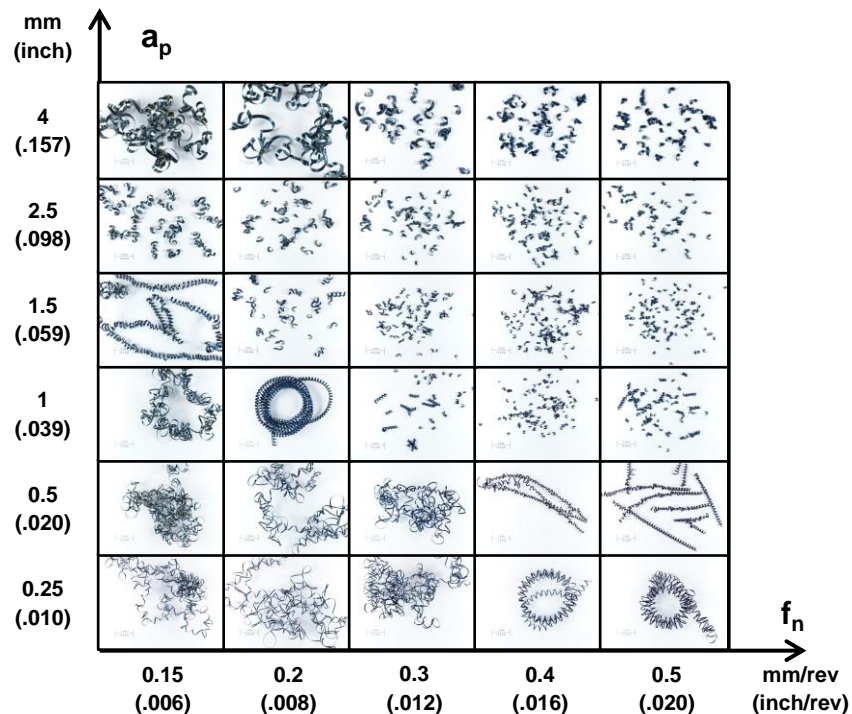 mm
(inch)
a_p
4
(.157)
2.5
(.098)
1.5
(.059)
1
(.039)
0.5
(.020)
0.25
(.010)
f_n
0.15 0.2 0.3 0.4 0.5 mm/rev
(.006) (.008) (.012) (.016) (.020) (inch/rev)